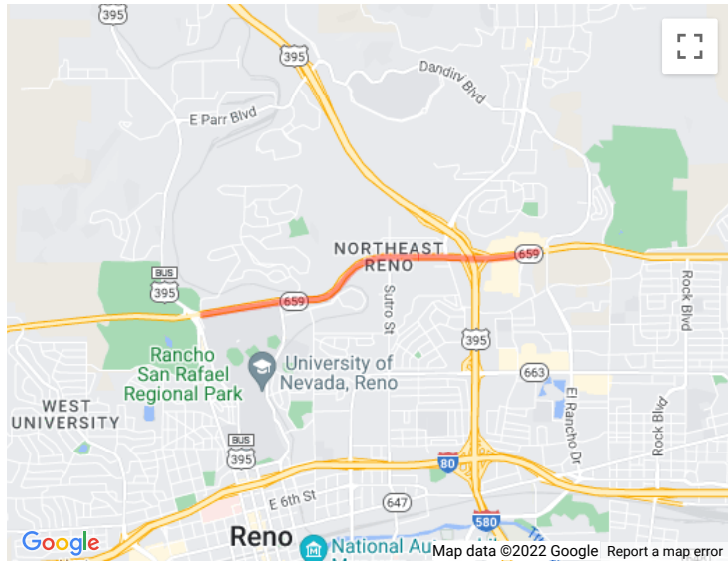 395
395
Dandini Blvd
E Parr Blvd
NORTHEAST
RENO
659
BUS
395
659
Sutro St
Rock Blvd
395
Rancho
San Rafael
Regional Park
University of
Nevada, Reno
663
WEST
UNIVERSITY
El Rancho Dr
Rock Blvd
BUS
395
80
E 6th St
647
580
Reno
National Automobile
Google
Map data ©2022 Google
Report a map error